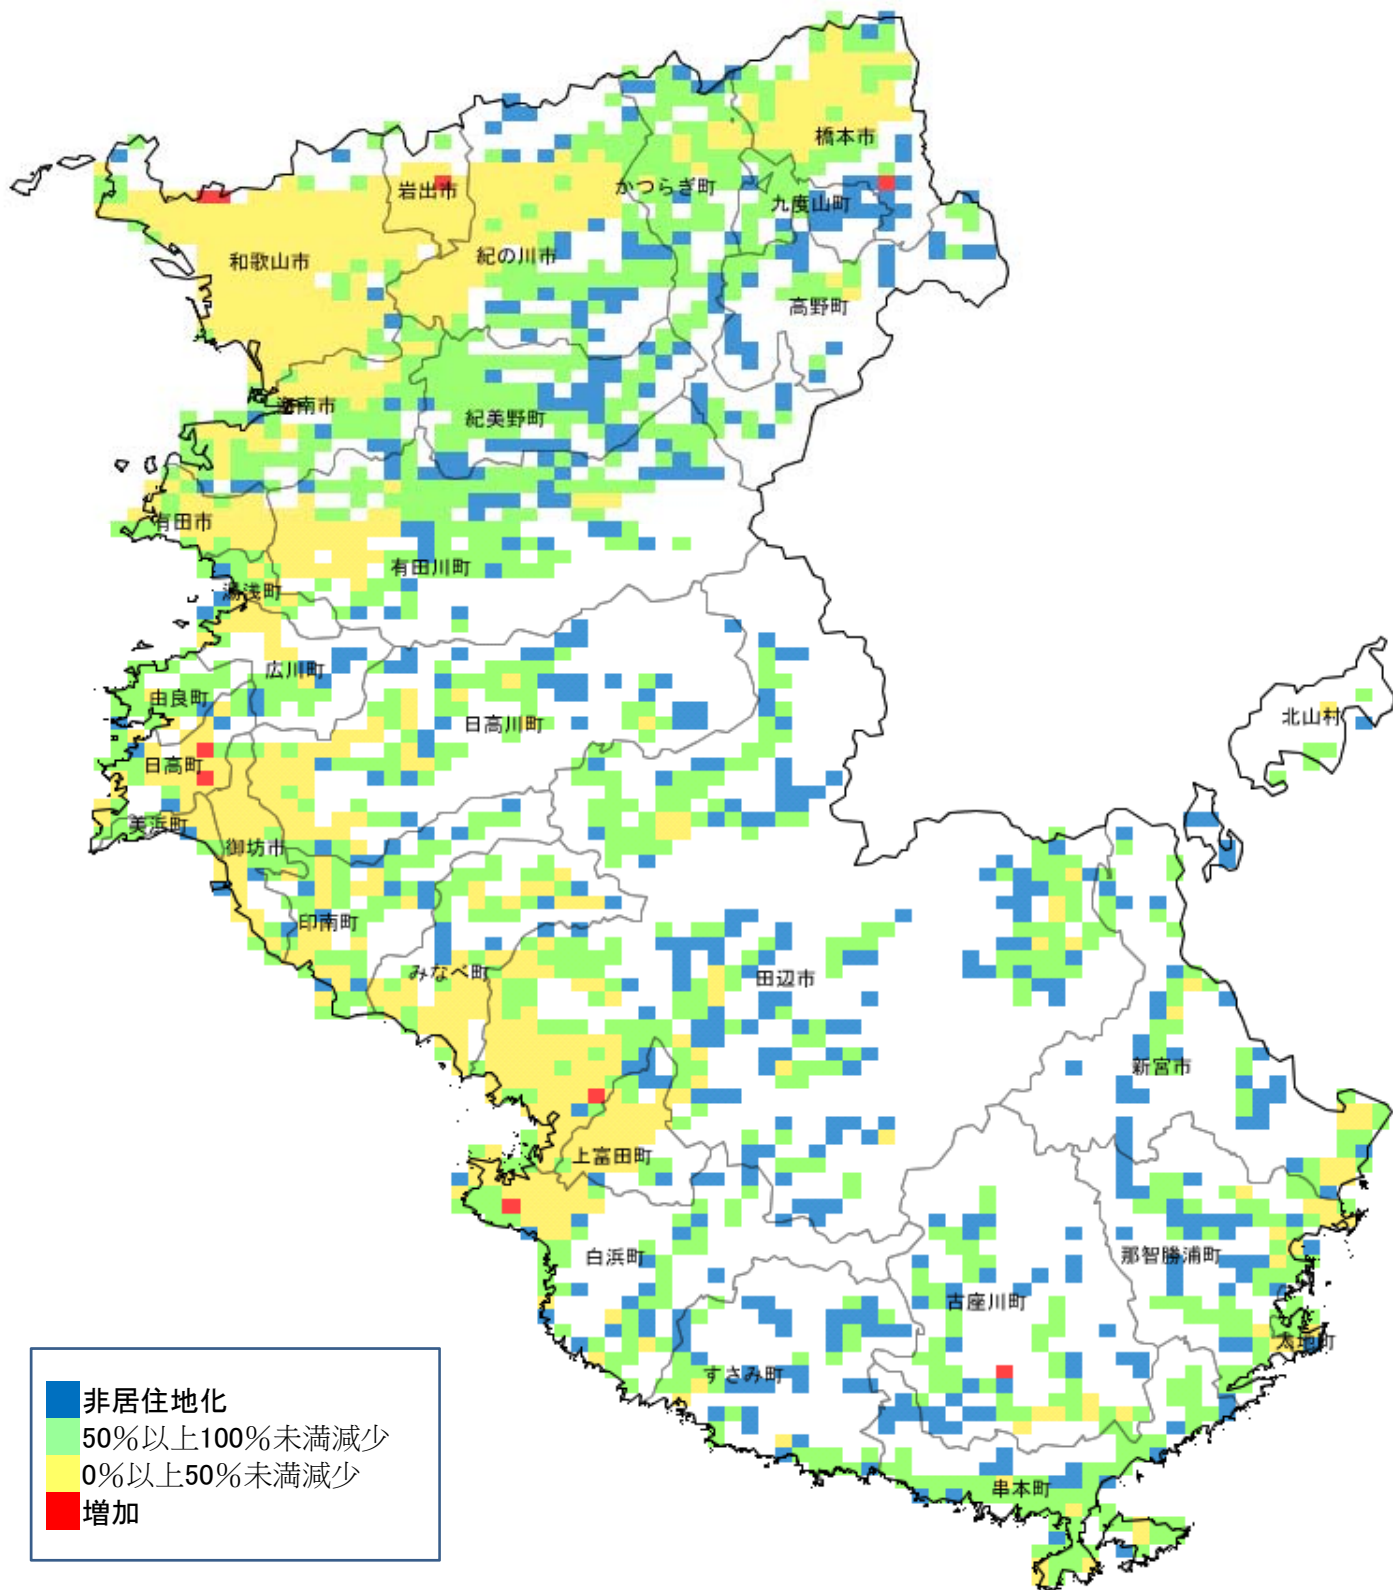 橋本市
かつらぎ町
岩出市
九度山町
和歌山市
紀の川市
高野町
海南市
紀美野町
有田市
有田川町
湯浅町
広川町
由良町
日高川町
北山村
日高町
美浜町
御坊市
印南町
みなべ町
田辺市
新宮市
上富田町
白浜町
那智勝浦町
古座川町
太地町
すさみ町
串本町
非居住地化
50%以上100%未満減少
0%以上50%未満減少
増加